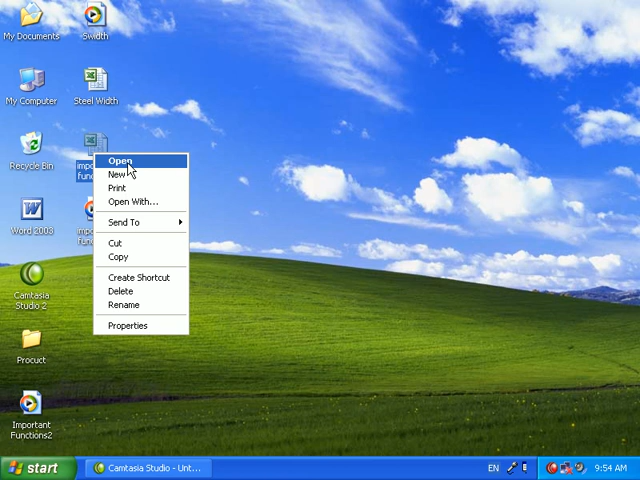 My Documents
Swidth
My Computer
Steel Width
Recycle Bin
Word 2003
Camtasia
Studio 2
Procuct
Important
Functions2
Open
New
Print
Open With...
Send To
Cut
Copy
Create Shortcut
Delete
Rename
Properties
start
Camtasia Studio - Unt...
EN
9:54 AM